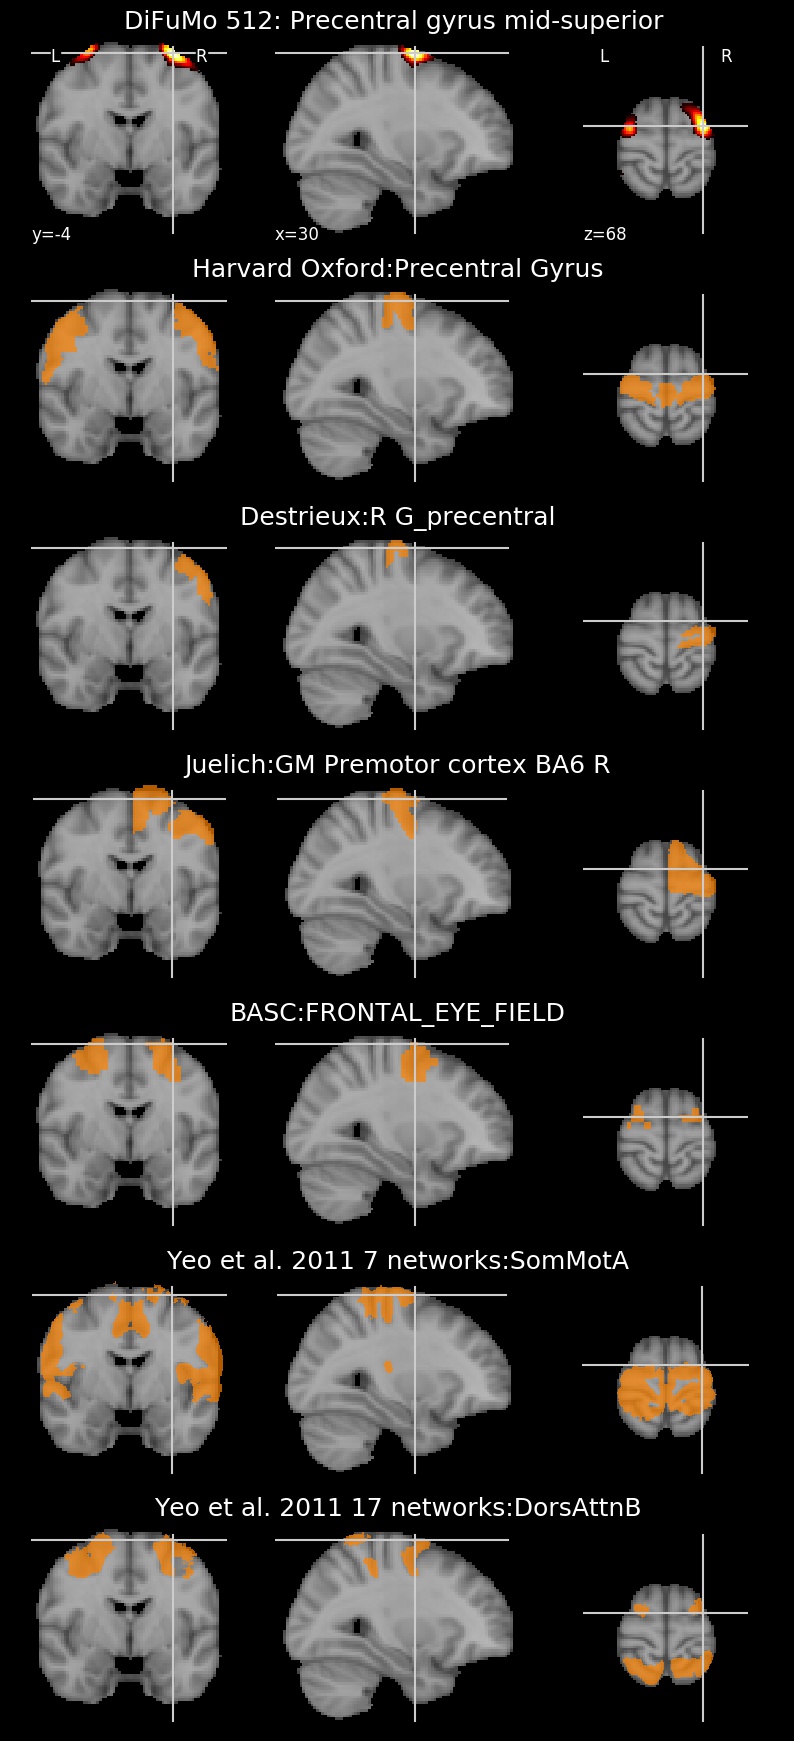 DiFuMo 512: Precentral gyrus mid-superior
L R L R
y=-4 x=30 z=68
Harvard Oxford:Precentral Gyrus
Destrieux:R G_precentral
Juelich:GM Premotor cortex BA6 R
BASC:FRONTAL_EYE_FIELD
Yeo et al. 2011 7 networks:SomMotA
Yeo et al. 2011 17 networks:DorsAttnB